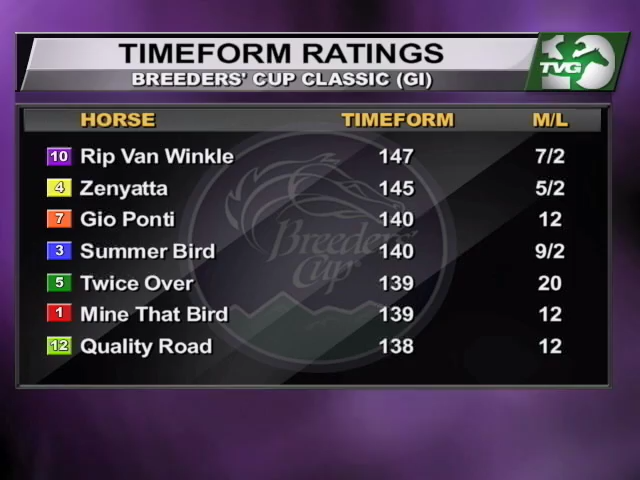 TIMEFORM RATINGS
BREEDERS' CUP CLASSIC (GI)
TVG
HORSE TIMEFORM M/L
10 Rip Van Winkle 147 7/2
4 Zenyatta 145 5/2
7 Gio Ponti 140 12
3 Summer Bird 140 9/2
5 Twice Over 139 20
1 Mine That Bird 139 12
12 Quality Road 138 12
Breeders'
Cup